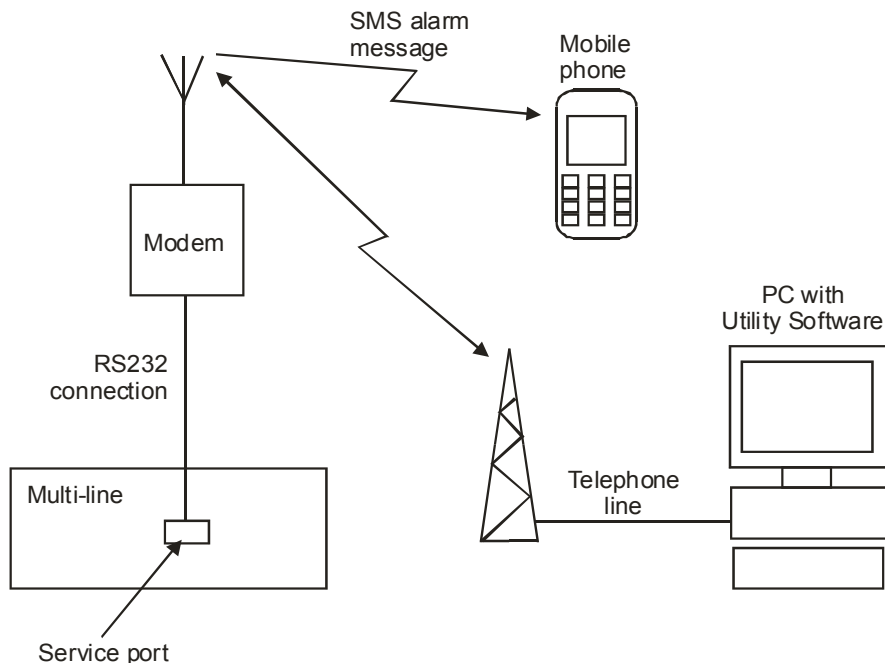 SMS alarm
message
Mobile
phone
Modem
PC with
Utility Software
RS232
connection
Multi-line
Telephone
line
Service port